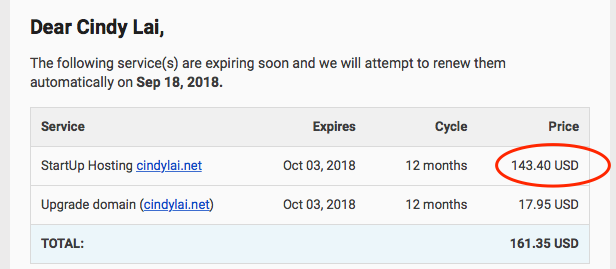 Dear Cindy Lai,
The following service(s) are expiring soon and we will attempt to renew them
automatically on Sep 18, 2018.
Service Expires Cycle Price
StartUp Hosting cindylai.net Oct 03, 2018 12 months 143.40 USD
Upgrade domain (cindylai.net) Oct 03, 2018 12 months 17.95 USD
TOTAL: 161.35 USD